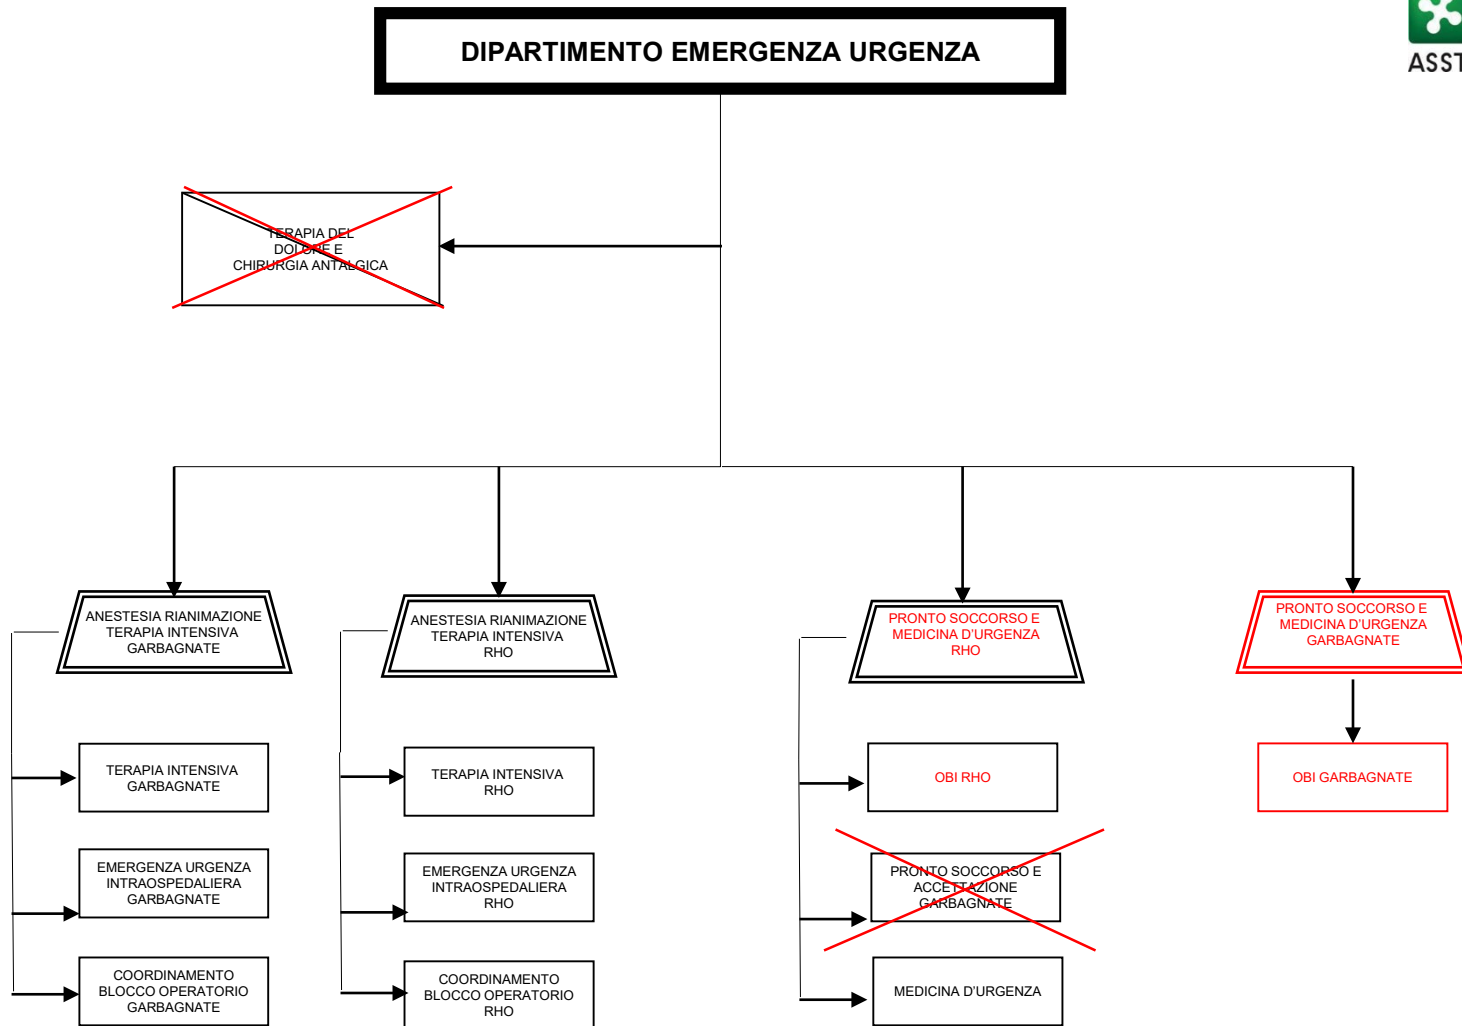 DIPARTIMENTO EMERGENZA URGENZA
ASST
TERAPIA DEL
DOLORE E
CHIRURGIA ANTALGICA
ANESTESIA RIANIMAZIONE
TERAPIA INTENSIVA
GARBAGNATE
ANESTESIA RIANIMAZIONE
TERAPIA INTENSIVA
RHO
PRONTO SOCCORSO E
MEDICINA D'URGENZA
RHO
PRONTO SOCCORSO E
MEDICINA D'URGENZA
GARBAGNATE
TERAPIA INTENSIVA
GARBAGNATE
TERAPIA INTENSIVA
RHO
OBI RHO
OBI GARBAGNATE
EMERGENZA URGENZA
INTRAOSPEDALIERA
GARBAGNATE
EMERGENZA URGENZA
INTRAOSPEDALIERA
RHO
PRONTO SOCCORSO E
ACCETTAZIONE
GARBAGNATE
COORDINAMENTO
BLOCCO OPERATORIO
GARBAGNATE
COORDINAMENTO
BLOCCO OPERATORIO
RHO
MEDICINA D'URGENZA